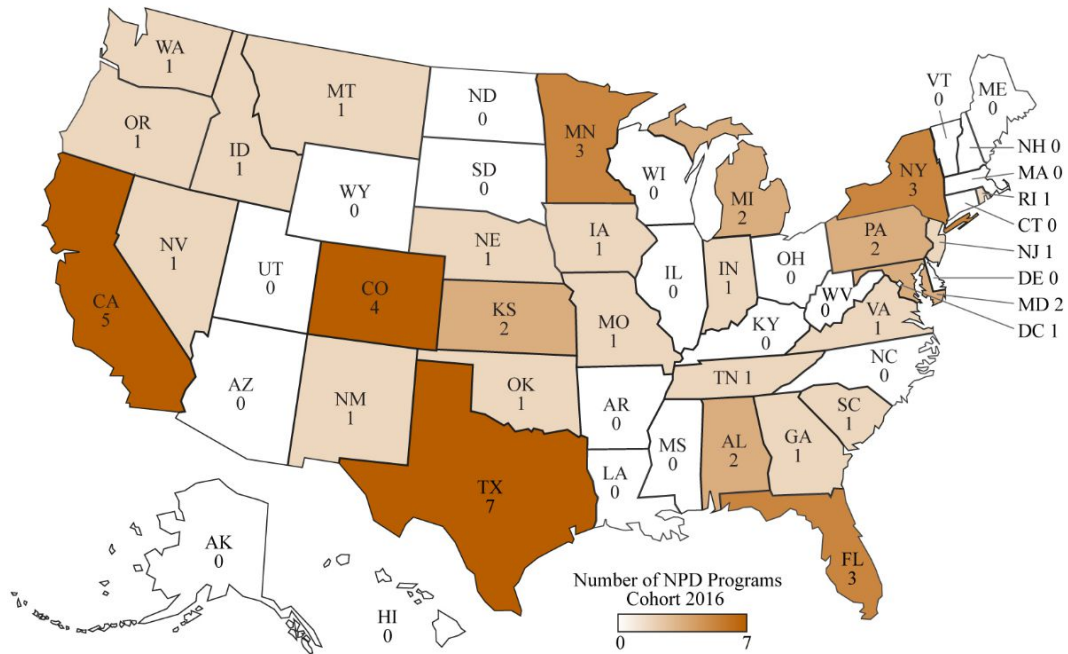 WA
1
MT
1
ND
0
MN
3
VT
0
ME
0
OR
1
ID
1
SD
0
WI
0
NY
3
NH 0
MA 0
RI 1
CT 0
NJ 1
DE 0
MD 2
DC 1
WY
0
MI
2
PA
2
NV
1
UT
0
NE
1
IA
1
IL
0
IN
1
OH
0
WV
0
VA
1
CA
5
CO
4
KS
2
MO
1
KY
0
NC
0
AZ
0
NM
1
OK
1
AR
0
TN 1
SC
1
TX
7
LA
0
MS
0
AL
2
GA
1
FL
3
AK
0
HI
0
Number of NPD Programs
Cohort 2016
0 7